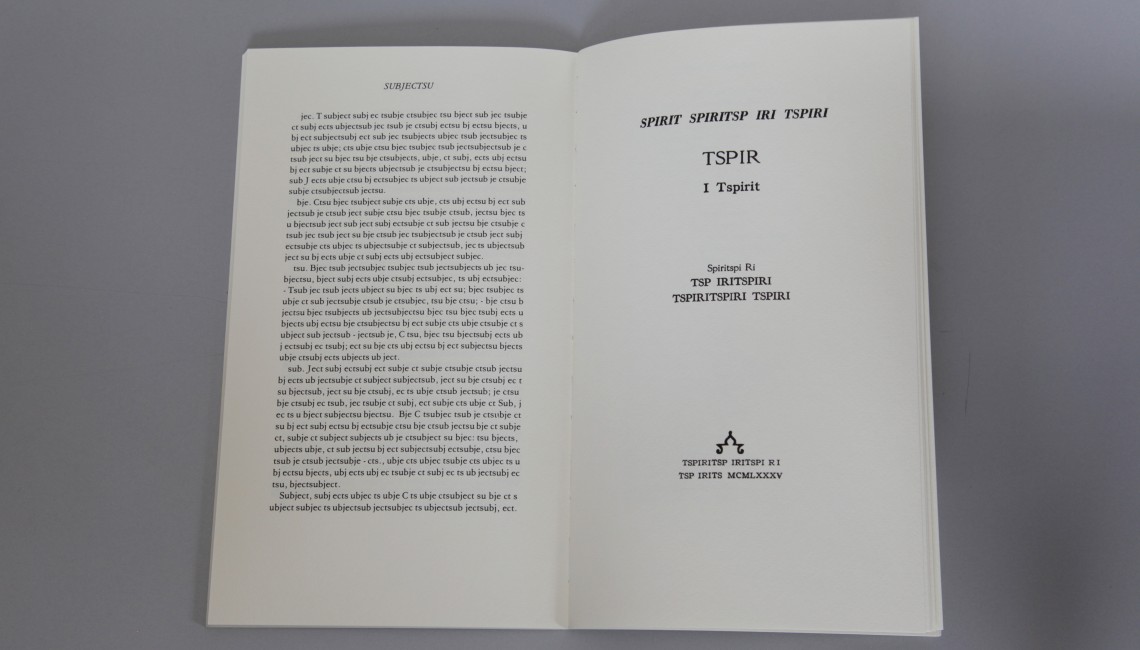 SUBJECTSU
jec. T subject subj ec tsubje ctsubjec tsu bject sub jec tsubje
ct subj ects ubjectsub jec tsub je ctsubj ectsu bj ectsu bjects, u
bj ect subjectsubj ect sub jec tsubjects ubjec tsub jectsubjec ts
ubjec ts ubje; cts ubje ctsu bjec tsubjec tsub jectsubjectsub je c
tsub ject su bjec tsu bje ctsubjects, ubje, ct subj, ects ubj ectsu
bj ect subje ct su bjects ubjectsub je ctsubjectsu bj ectsu bject;
sub J ects ubje ctsu bj ectsubjec ts ubject sub jectsub je ctsubje
subje ctsubjectsub jectsu.
bje. Ctsu bjec tsubject subje cts ubje, cts ubj ectsu bj ect sub
jectsub je ctsub ject subje ctsu bjec tsubje ctsub, jectsu bjec ts
u bjectsub ject sub ject subj ectsubje ct sub jectsu bje ctsubje c
tsub jec tsub ject su bje ctsub jec tsubjectsub je ctsub ject subj
ectsubje cts ubjec ts ubjectsubje ct subjectsub, jec ts ubjectsub
ject su bj ects ubje ct subj ects ubj ectsubject subjec.
tsu. Bjec tsub jectsubjec tsubjec tsub jectsubjects ub jec tsu-
bjectsu, bject subj ects ubje ctsubj ectsubjec, ts ubj ectsubjec:
- Tsub jec tsub jects ubject su bjec ts ubj ect su; bjec tsubjec ts
ubje ct sub jectsubje ctsub je ctsubjec, tsu bje ctsu; - bje ctsu b
jectsu bjec tsubjects ub jectsubjectsu bjec tsu bjec tsubj ects u
bjects ubj ectsu bje ctsubjectsu bj ect subje cts ubje ctsubje ct s
ubject sub jectsub - jectsub je, C tsu, bjec tsu bjectsubj ects ub
j ectsubj ec tsubj; ect su bje cts ubj ectsu bj ect subjectsu bjects
ubje ctsubj ects ubjects ub ject.
sub. Ject subj ectsubj ect subje ct subje ctsubje ctsub jectsu
bj ects ub jectsubje ct subject subjectsub, ject su bje ctsubj ec t
su bjectsub, ject su bje ctsubj, ec ts ubje ctsub jectsub; je ctsu
bje ctsubj ec tsub, jec tsubje ct subj, ect subje cts ubje ct Sub, j
ec ts u bject subjectsu bjectsu. Bje C tsubjec tsub je ctsubje ct
su bj ect subj ectsu bj ectsubje ctsu bje ctsub jectsu bje ct subje
ct, subje ct subject subjects ub je ctsubject su bjec: tsu bjects,
ubjects ubje, ct sub jectsu bj ect subjectsubj ectsubje, ctsu bjec
tsub je ctsub jectsubje - cts., ubje cts ubjec tsubje cts ubjec ts u
bj ectsu bjects, ubj ects ubj ec tsubje ct subj ec ts ub jectsubj ec
tsu, bjectsubject.
Subject, subj ects ubjec ts ubje C ts ubje ctsubject su bje ct s
ubject subjec ts ubjectsub jectsubjec ts ubjectsub jectsubj, ect.
SPIRIT SPIRITSP IRI TSPIRI
TSPIR
I Tspirit
Spiritspi Ri
TSP IRITSPIRI
TSPIRITSPIRI TSPIRI
TSPIRITSP IRITSPI R I
TSP IRITS MCMLXXXV